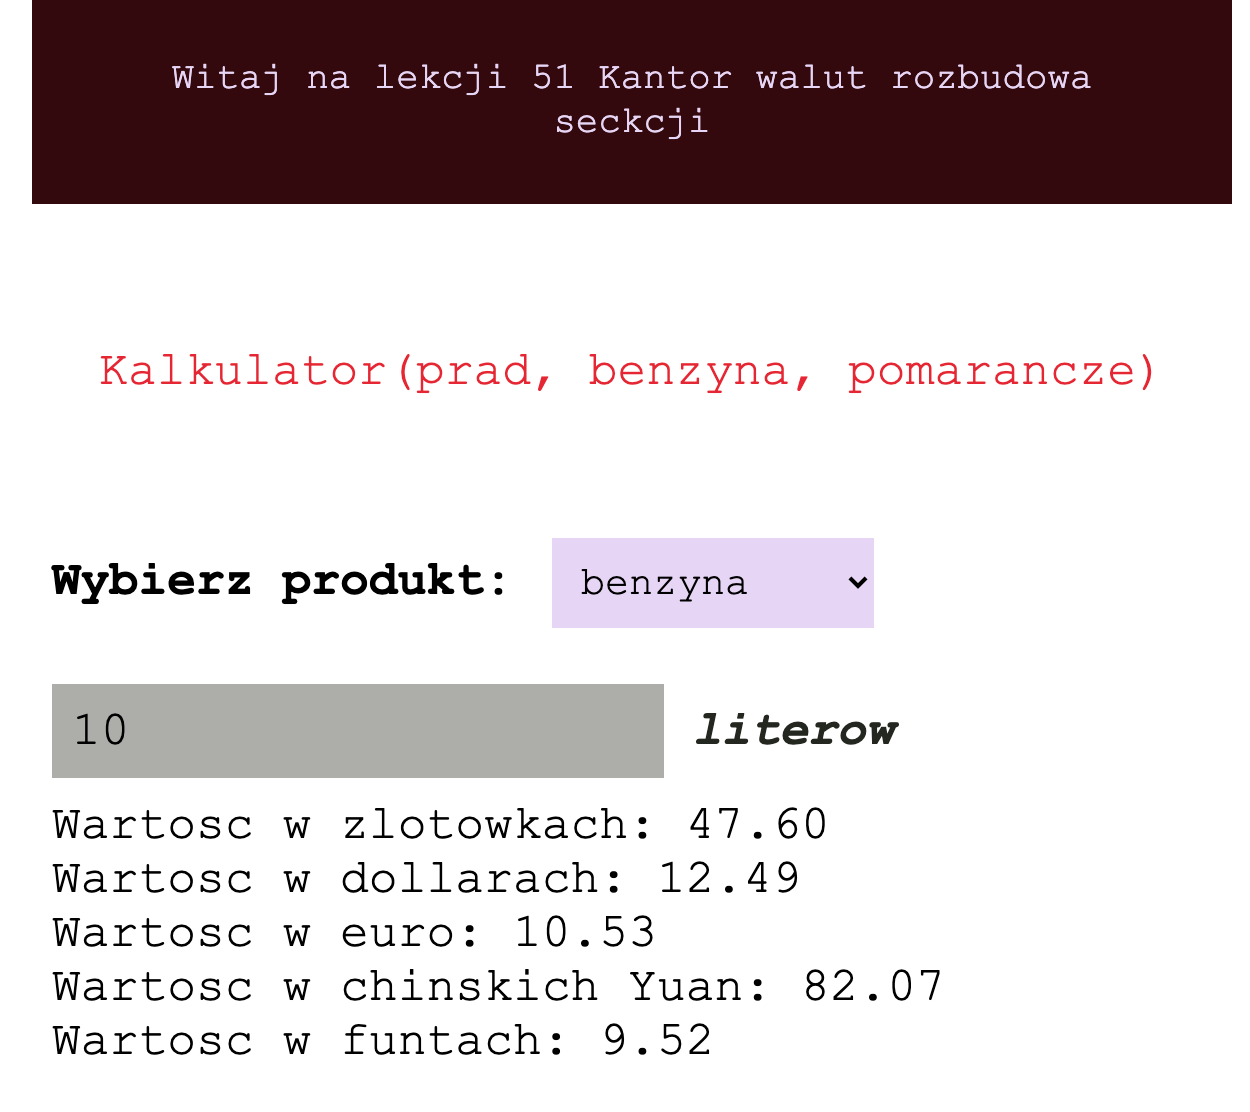 Witaj na lekcji 51 Kantor walut rozbudowa
seckcji
Kalkulator(prad, benzyna, pomarancze)
Wybierz produkt: benzyna
10 literow
Wartosc w zlotowkach: 47.60
Wartosc w dollarach: 12.49
Wartosc w euro: 10.53
Wartosc w chinskich Yuan: 82.07
Wartosc w funtach: 9.52